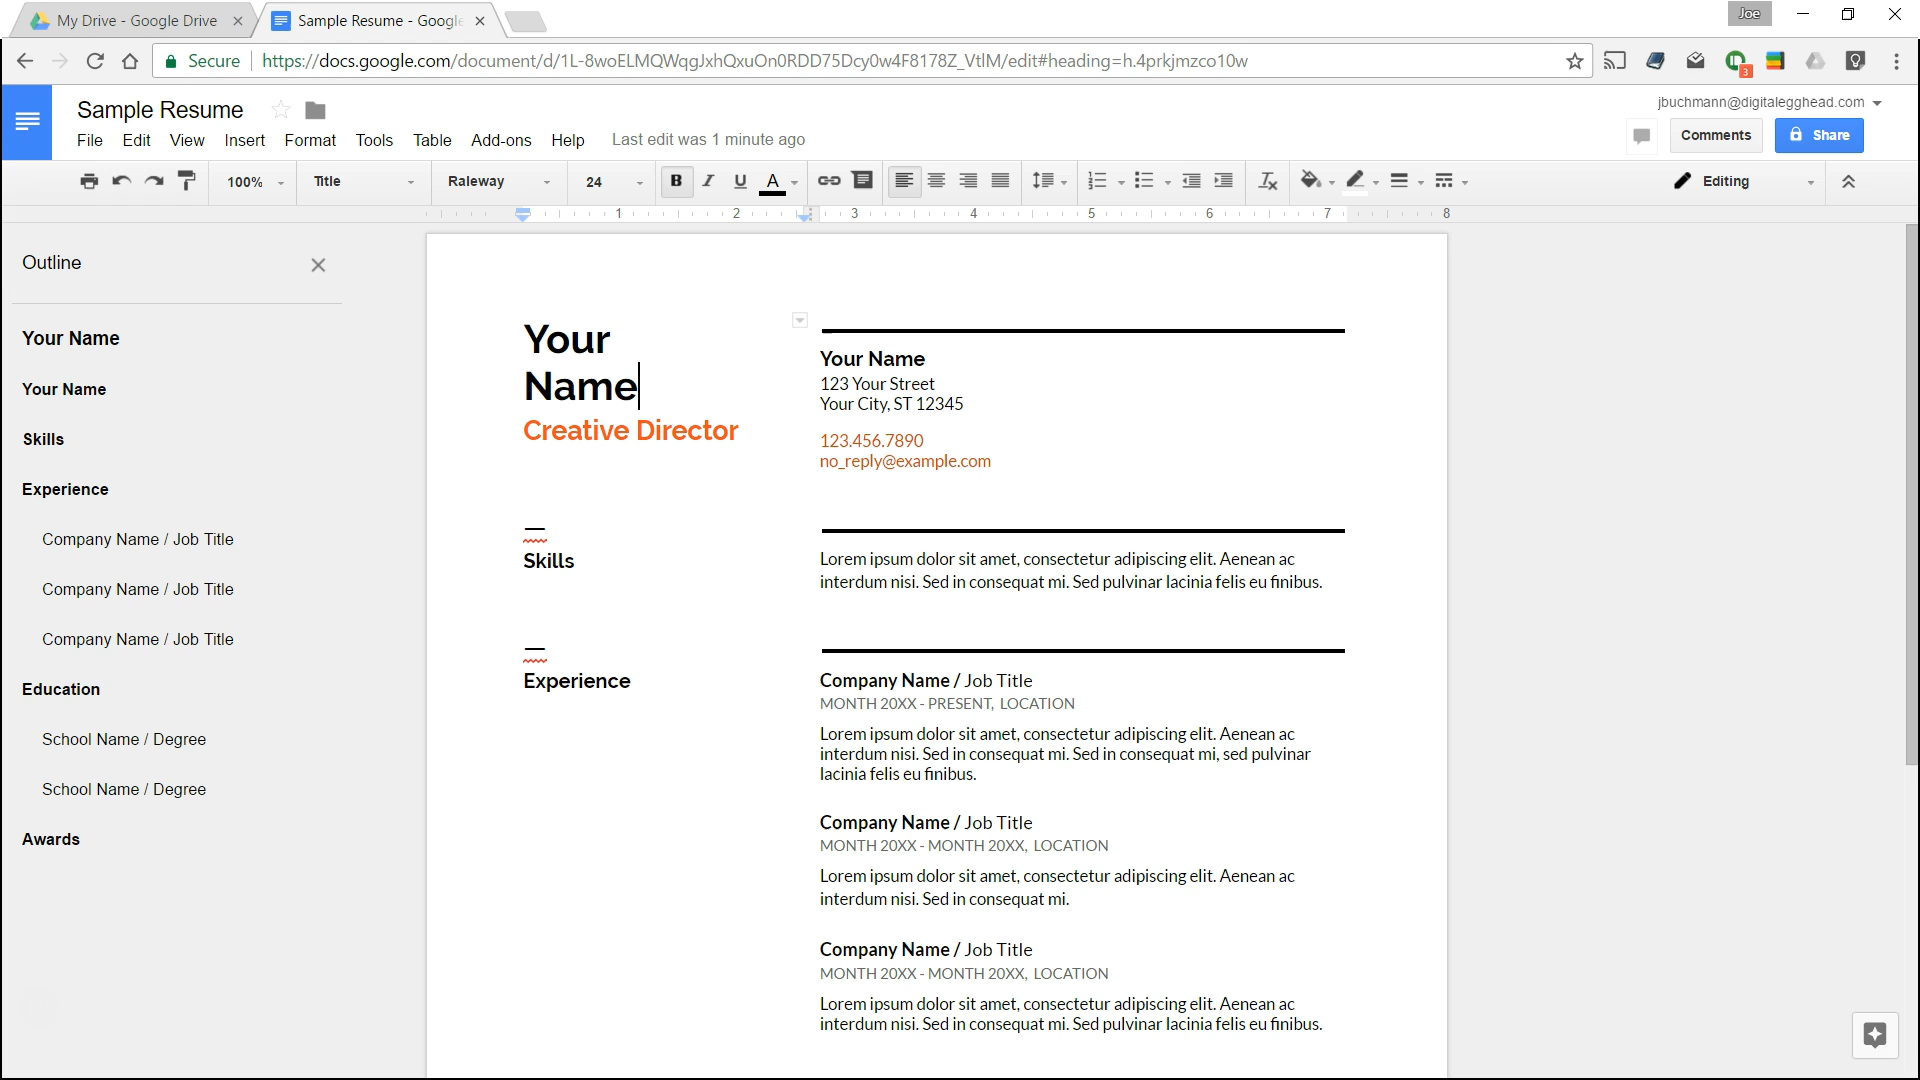 My Drive - Google Drive
Sample Resume - Google
Joe
Secure
https://docs.google.com/document/d/1L-8woELMQWqgJxhQxuOn0RDD75Dcy0w4F8178Z_VtlM/edit#heading=h.4prkjmzco10w
3
Sample Resume
jbuchmann@digitalegghead.com
File Edit View Insert Format Tools Table Add-ons Help Last edit was 1 minute ago
Comments
Share
100% Title Raleway 24 B I U A Editing
1 2 3 4 5 6 7 8
Outline
Your Name
Your Name
Skills
Experience
Company Name / Job Title
Company Name / Job Title
Company Name / Job Title
Education
School Name / Degree
School Name / Degree
Awards
Your
Name
Creative Director
Your Name
123 Your Street
Your City, ST 12345
123.456.7890
no_reply@example.com
Skills
Lorem ipsum dolor sit amet, consectetur adipiscing elit. Aenean ac
interdum nisi. Sed in consequat mi. Sed pulvinar lacinia felis eu finibus.
Experience
Company Name / Job Title
MONTH 20XX - PRESENT, LOCATION
Lorem ipsum dolor sit amet, consectetur adipiscing elit. Aenean ac
interdum nisi. Sed in consequat mi. Sed in consequat mi, sed pulvinar
lacinia felis eu finibus.
Company Name / Job Title
MONTH 20XX - MONTH 20XX, LOCATION
Lorem ipsum dolor sit amet, consectetur adipiscing elit. Aenean ac
interdum nisi. Sed in consequat mi.
Company Name / Job Title
MONTH 20XX - MONTH 20XX, LOCATION
Lorem ipsum dolor sit amet, consectetur adipiscing elit. Aenean ac
interdum nisi. Sed in consequat mi. Sed pulvinar lacinia felis eu finibus.